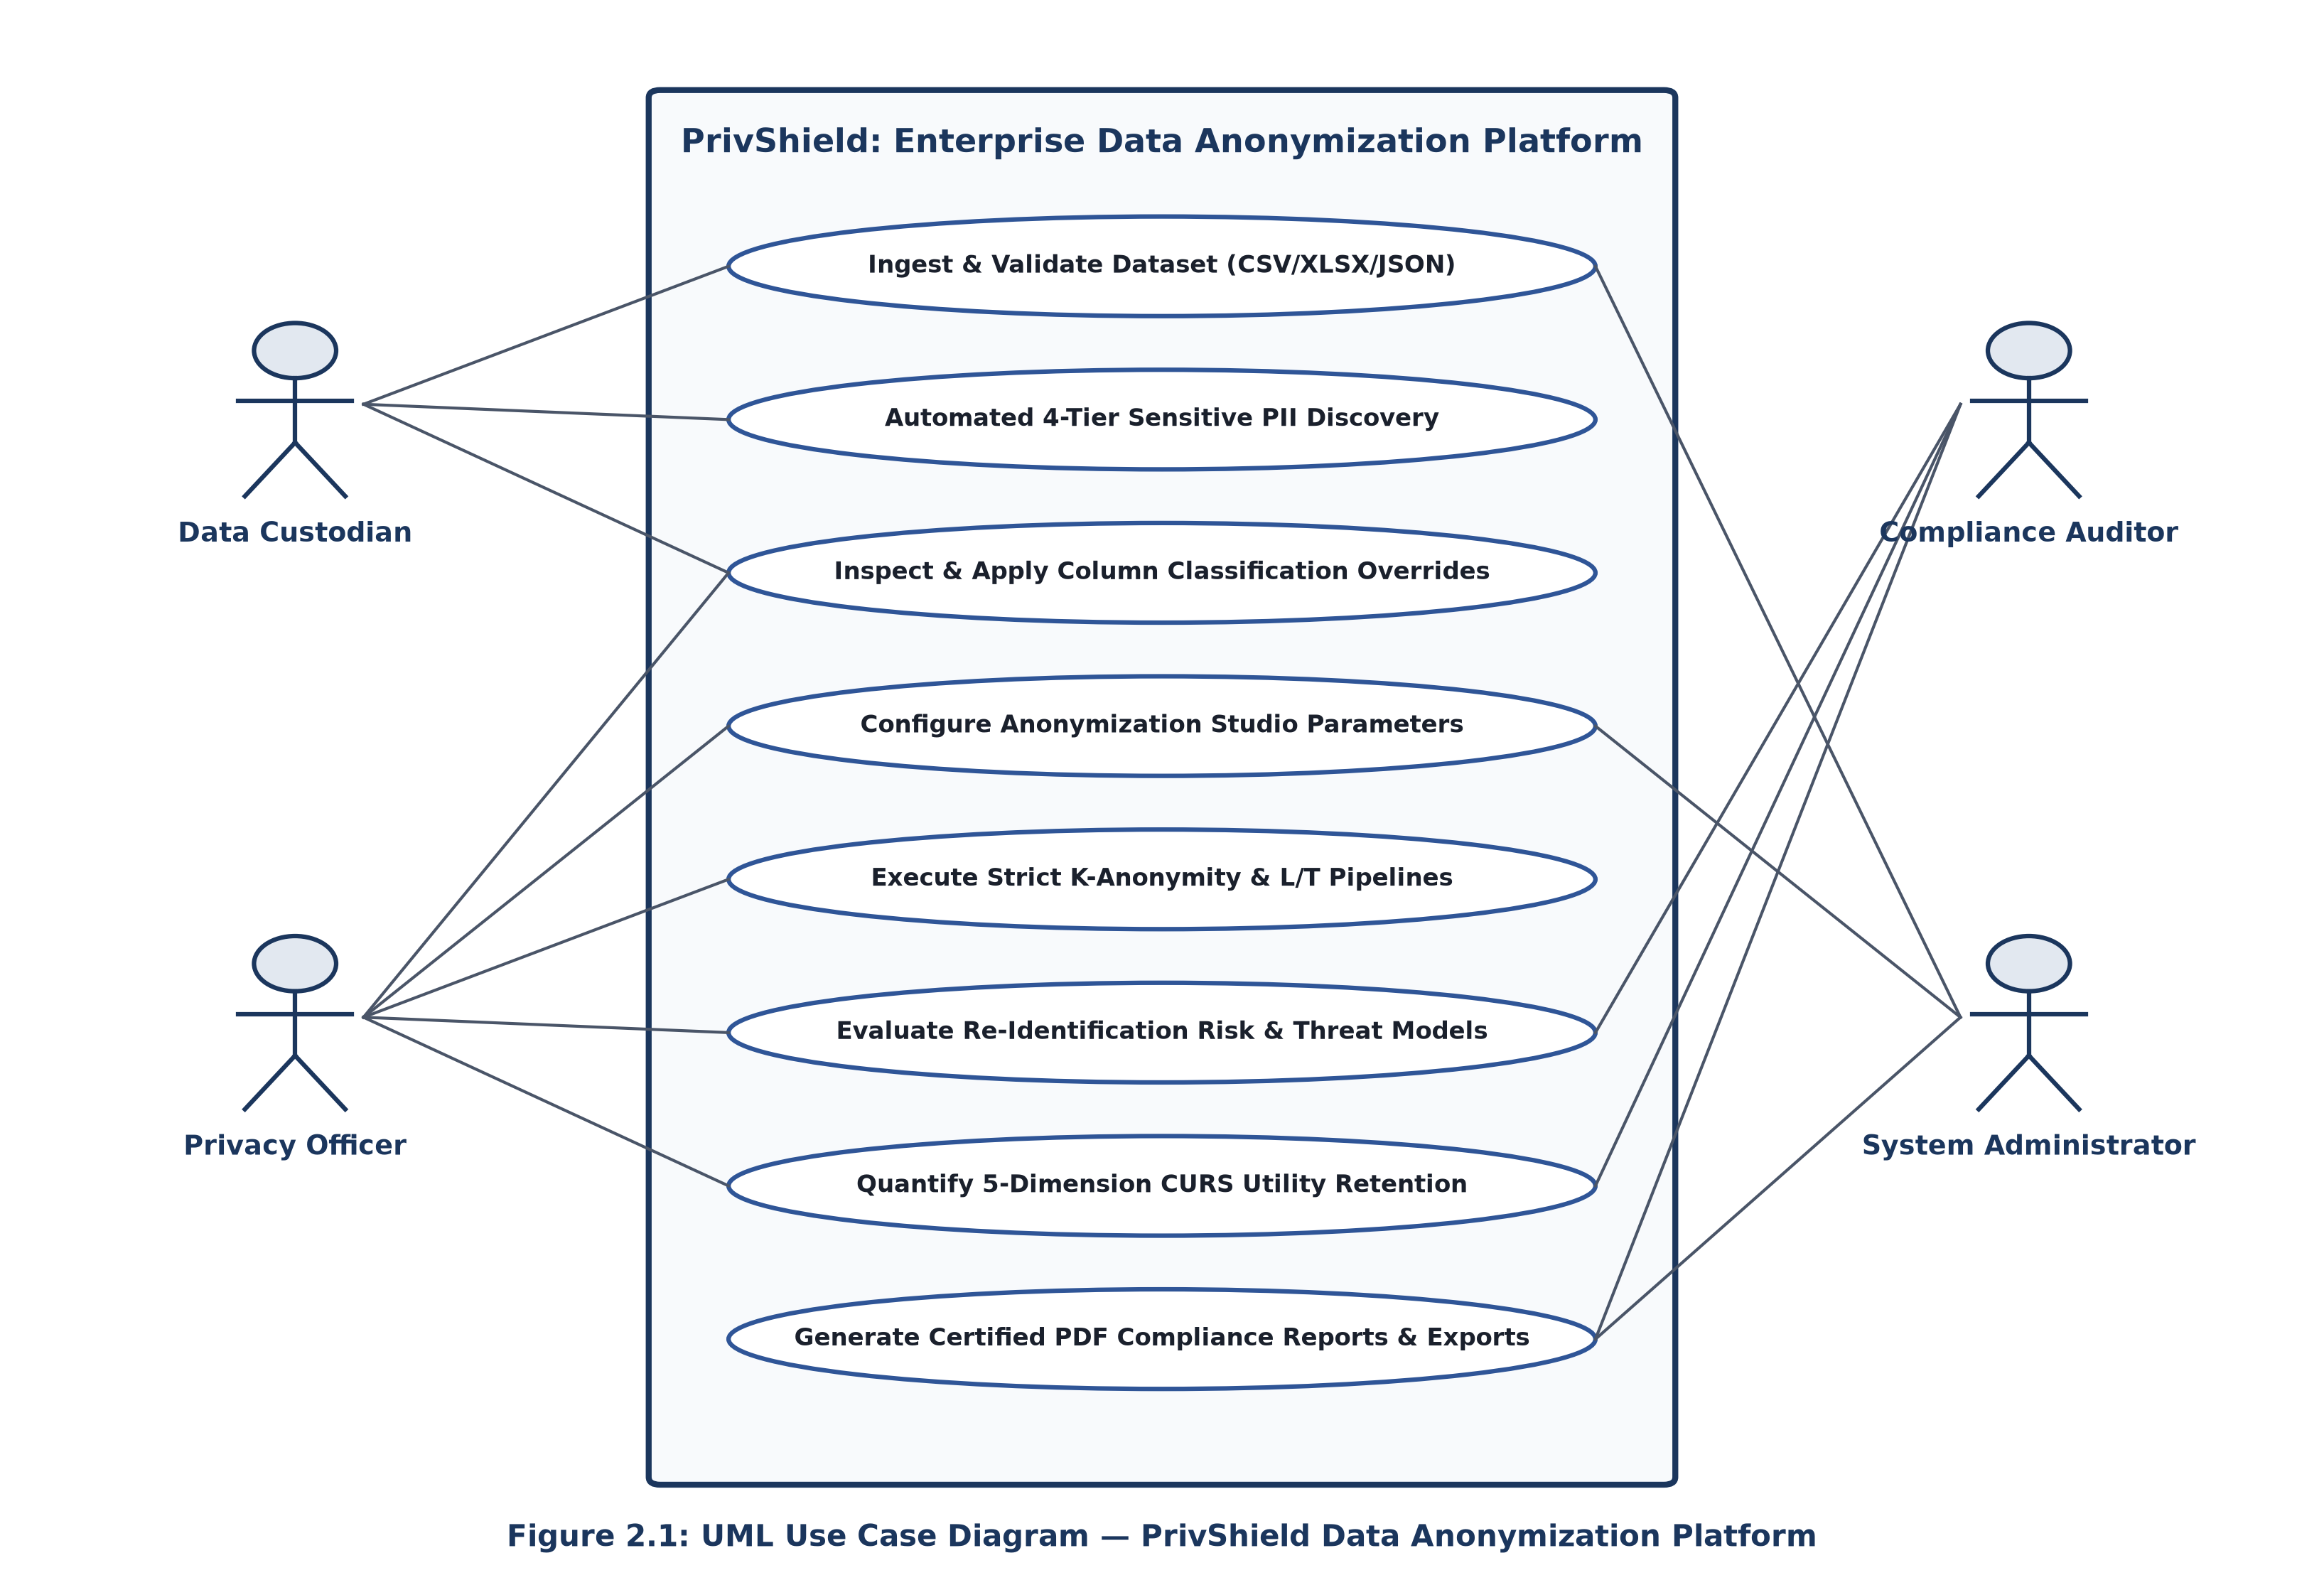 PrivShield: Enterprise Data Anonymization Platform
Ingest & Validate Dataset (CSV/XLSX/JSON)
Automated 4-Tier Sensitive PII Discovery
Data Custodian
Compliance Auditor
Inspect & Apply Column Classification Overrides
Configure Anonymization Studio Parameters
Execute Strict K-Anonymity & L/T Pipelines
Evaluate Re-Identification Risk & Threat Models
Privacy Officer
System Administrator
Quantify 5-Dimension CURS Utility Retention
Generate Certified PDF Compliance Reports & Exports
Figure 2.1: UML Use Case Diagram — PrivShield Data Anonymization Platform